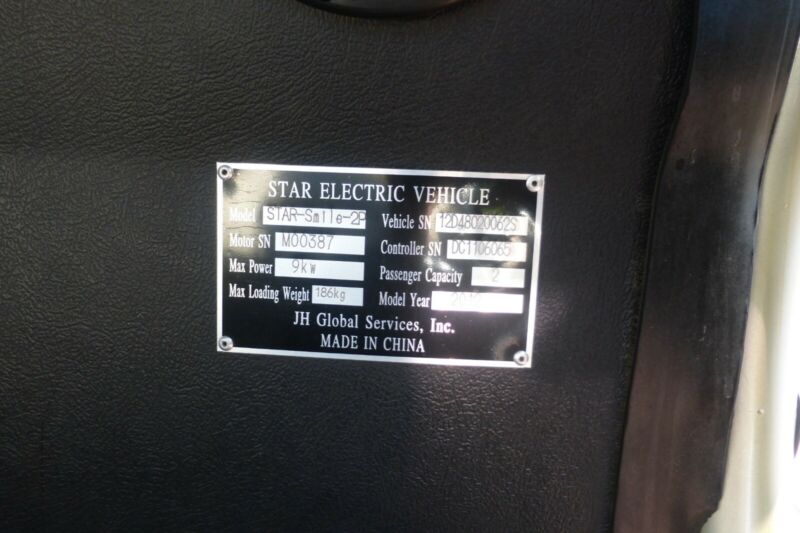 STAR ELECTRIC VEHICLE
Model STAR-Smile-2P Vehicle SN 12D48020062S
Motor SN M00387 Controller SN DC1106065
Max Power 9kW Passenger Capacity 2
Max Loading Weight 186kg Model Year 2012
JH Global Services, Inc.
MADE IN CHINA